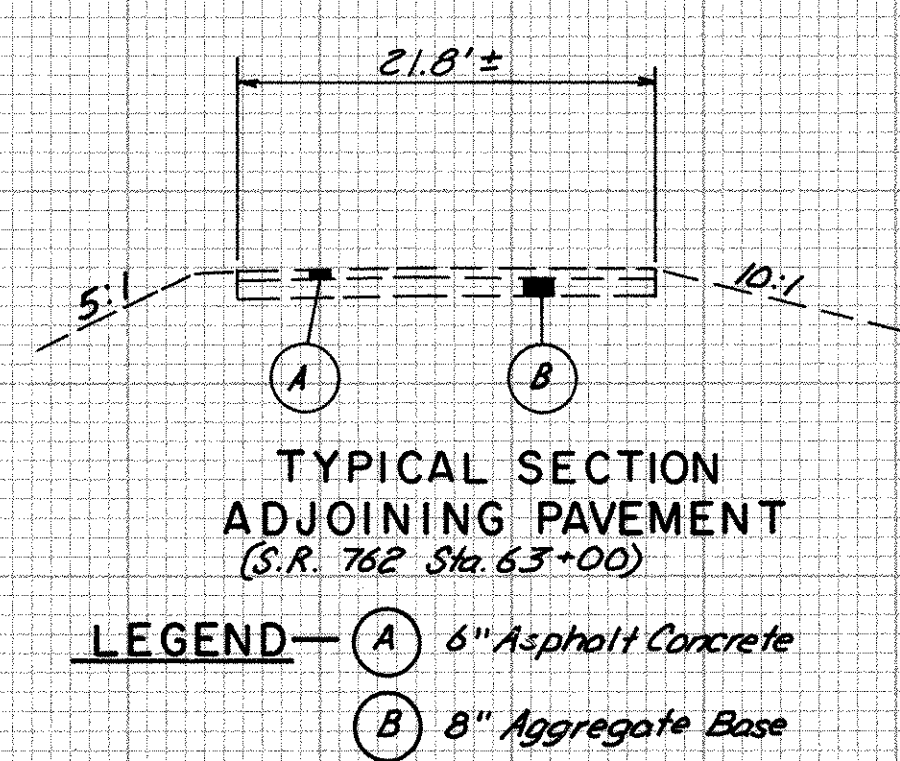 21.8' ±
5:1
10:1
A
B
TYPICAL SECTION
ADJOINING PAVEMENT
(S.R. 762 Sta. 63+00)
LEGEND— A 6" Asphalt Concrete
B 8" Aggregate Base